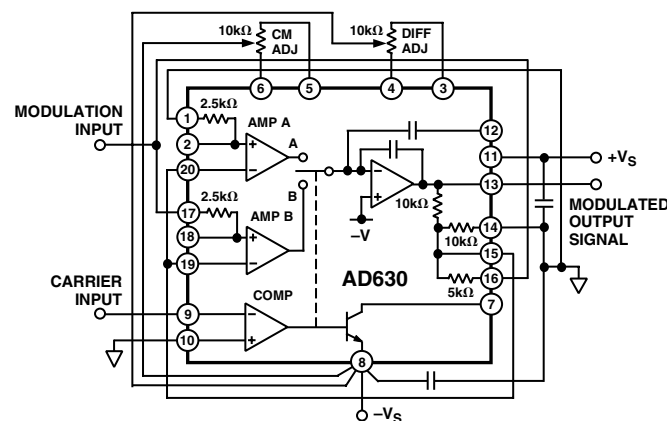 10kΩ
CM
ADJ
10kΩ
DIFF
ADJ
6
5
4
3
MODULATION
INPUT
1
2.5kΩ
AMP A
2
20
A
B
12
11
+VS
13
10kΩ
–V
MODULATED
OUTPUT
SIGNAL
17
2.5kΩ
AMP B
18
19
10kΩ
14
15
AD630
5kΩ
16
7
CARRIER
INPUT
9
COMP
10
8
–VS